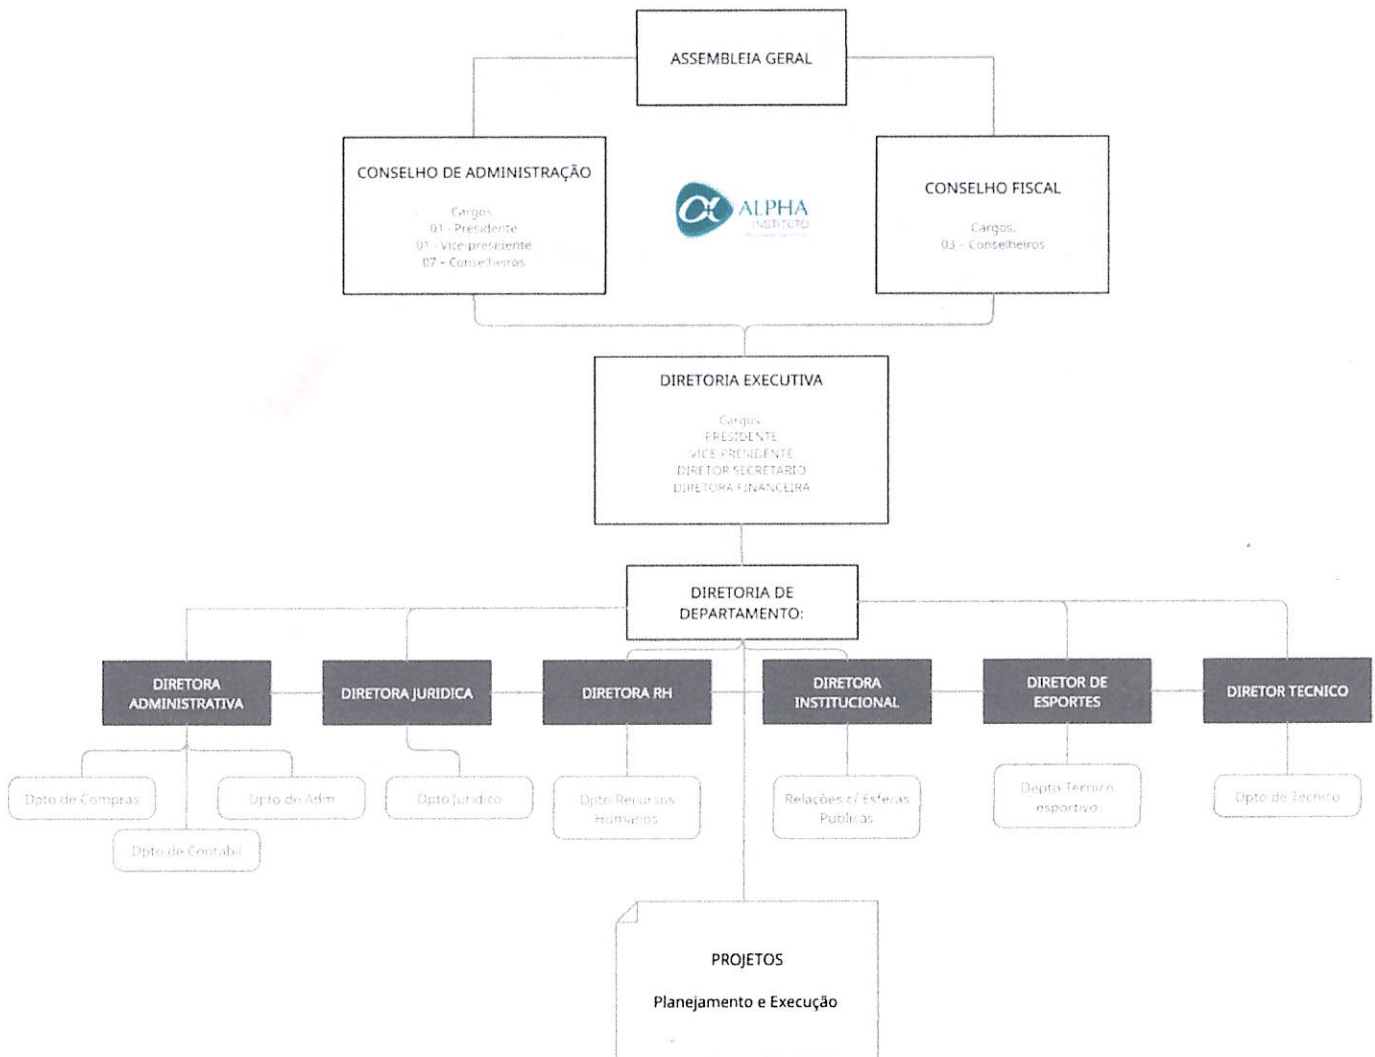 ASSEMBLEIA GERAL
CONSELHO DE ADMINISTRAÇÃO
Cargos
01 - Presidente
01 - Vice-presidente
07 - Conselheiros
ALPHA
INSTITUTO
CONSELHO FISCAL
Cargos.
03 - Conselheiros
DIRETORIA EXECUTIVA
Cargos
PRESIDENTE
VICE PRESIDENTE
DIRETOR SECRETARIO
DIRETORA FINANCEIRA
DIRETORIA DE
DEPARTAMENTO:
DIRETORA
ADMINISTRATIVA
DIRETORA JURIDICA
DIRETORA RH
DIRETORA
INSTITUCIONAL
DIRETOR DE
ESPORTES
DIRETOR TECNICO
Dpto de Compras
Dpto de Contabil
Dpto de Adm
Dpto Juridico
Dpto Recursos
Humanos
Relações c/ Esferas
Publicas
Depto Tecnico
esportivo
Dpto de Tecnico
PROJETOS
Planejamento e Execução